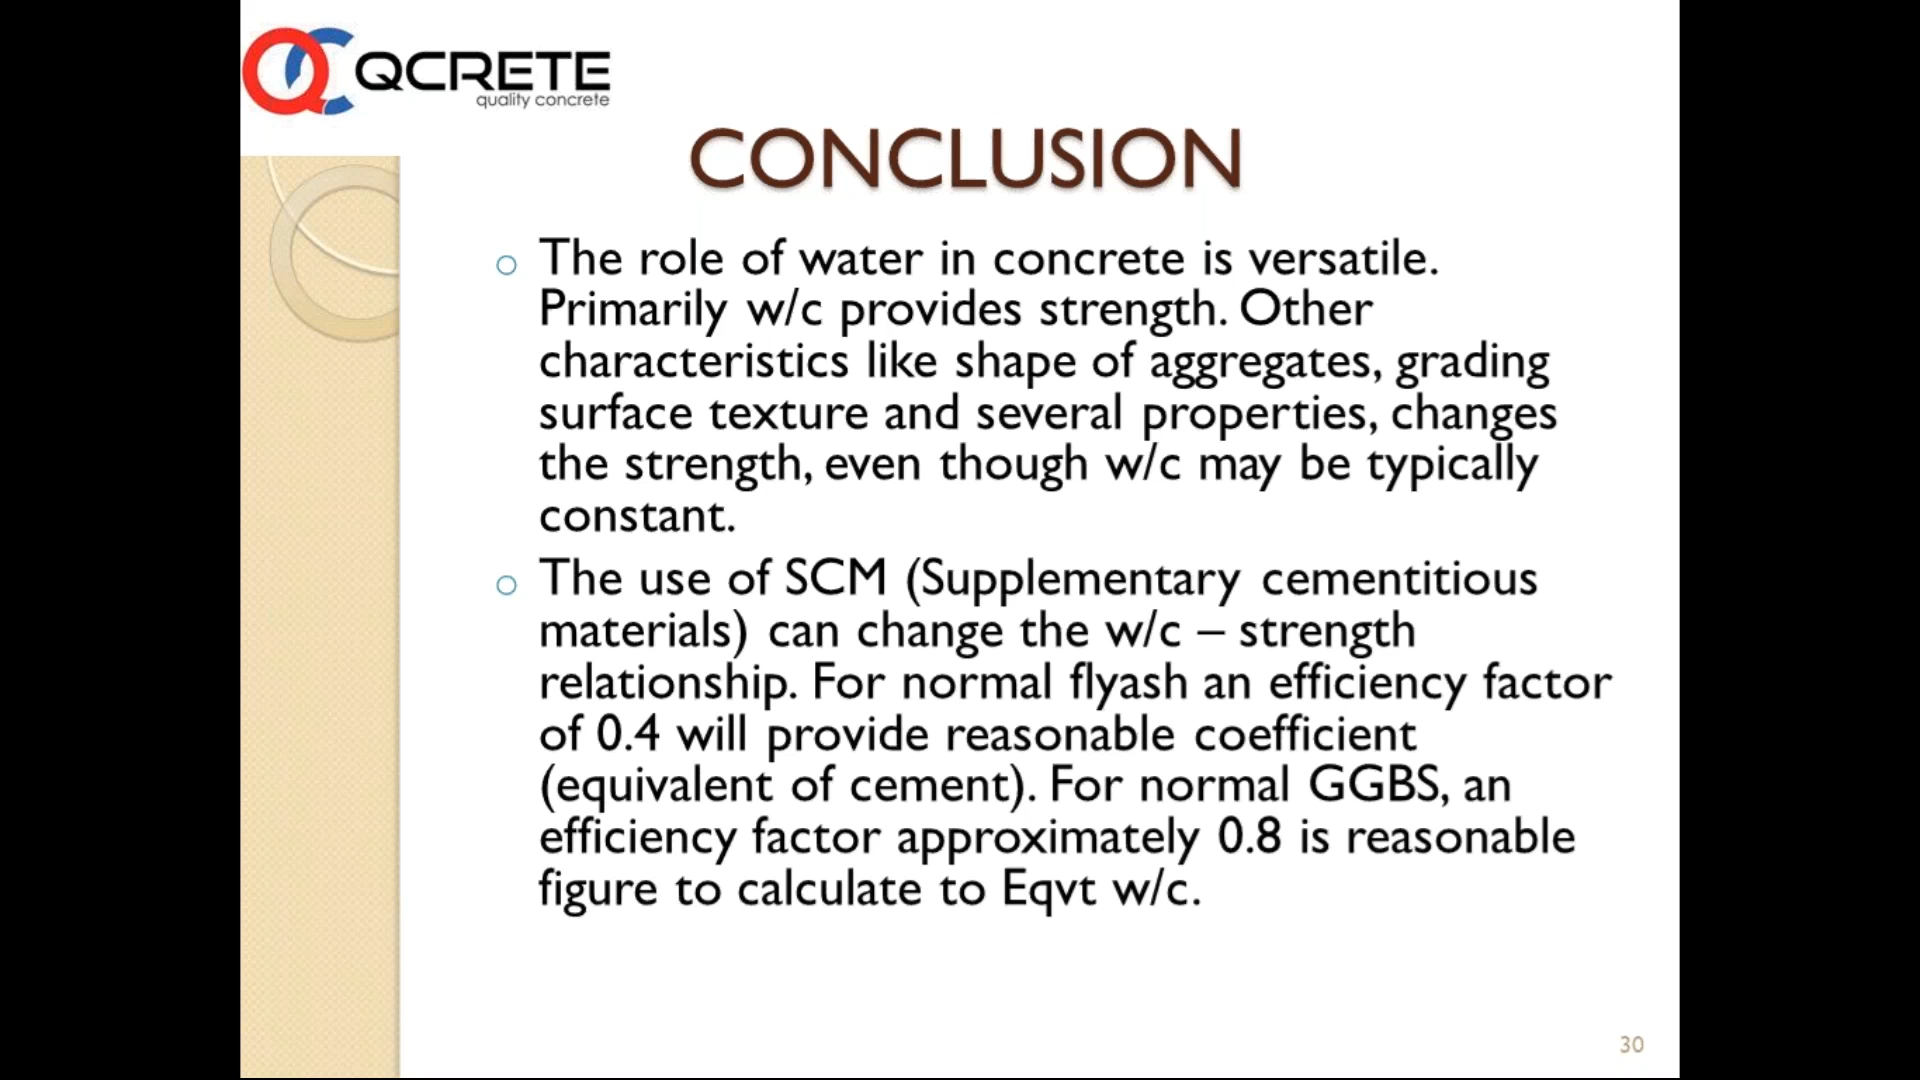 QCRETE
quality concrete
CONCLUSION
The role of water in concrete is versatile.
Primarily w/c provides strength. Other
characteristics like shape of aggregates, grading
surface texture and several properties, changes
the strength, even though w/c may be typically
constant.
The use of SCM (Supplementary cementitious
materials) can change the w/c – strength
relationship. For normal flyash an efficiency factor
of 0.4 will provide reasonable coefficient
(equivalent of cement). For normal GGBS, an
efficiency factor approximately 0.8 is reasonable
figure to calculate to Eqvt w/c.
30